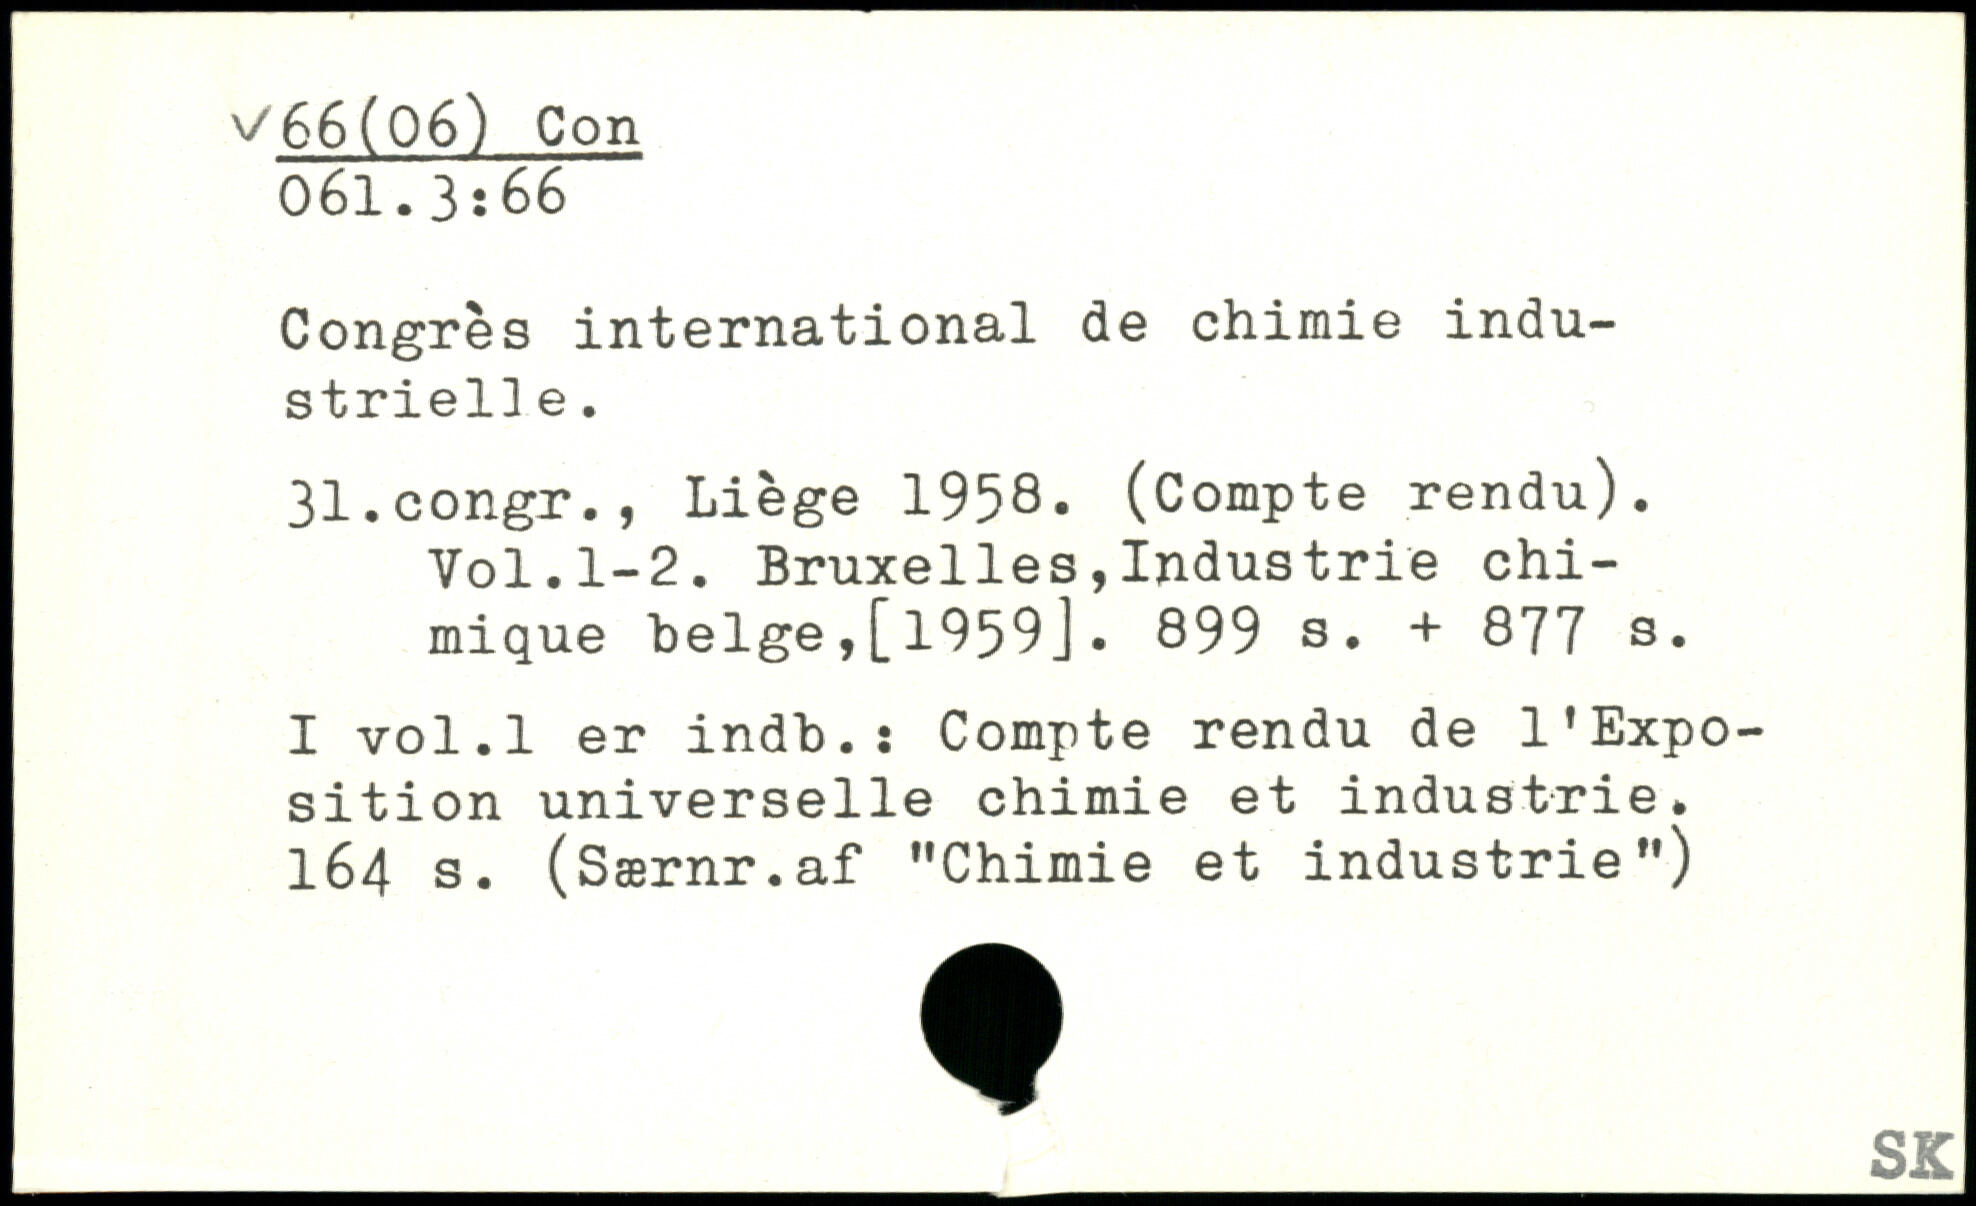 ✓66(06) Con
061.3:66
Congrès international de chimie indu-
strielle.
31.congr., Liège 1958. (Compte rendu).
Vol.1-2. Bruxelles,Industrie chi-
mique belge,[1959]. 899 s. + 877 s.
I vol.1 er indb.: Compte rendu de l'Expo-
sition universelle chimie et industrie.
164 s. (Særnr.af "Chimie et industrie")
SK